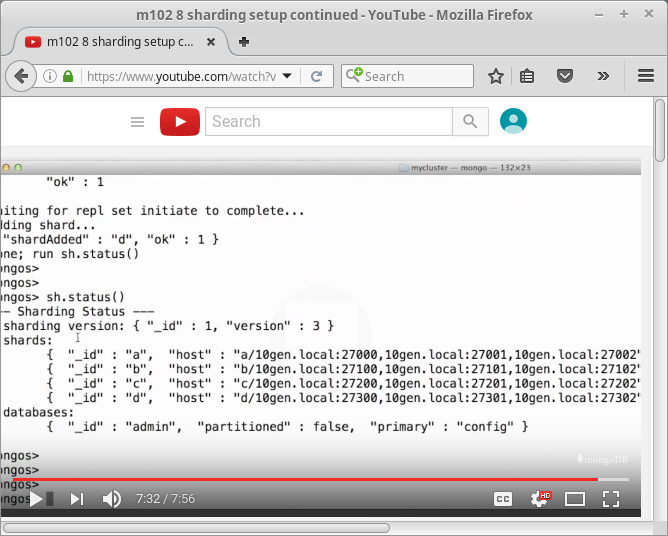 m102 8 sharding setup continued - YouTube - Mozilla Firefox
m102 8 sharding setup c...
https://www.youtube.com/watch?v
Search
Search
mycluster — mongo — 132×23
"ok" : 1
aiting for repl set initiate to complete...
dding shard...
"shardAdded" : "d", "ok" : 1 }
one; run sh.status()
ongos>
ongos>
ongos> sh.status()
-- Sharding Status ---
sharding version: { "_id" : 1, "version" : 3 }
shards:
{ "_id" : "a", "host" : "a/10gen.local:27000,10gen.local:27001,10gen.local:27002"
{ "_id" : "b", "host" : "b/10gen.local:27100,10gen.local:27101,10gen.local:27102"
{ "_id" : "c", "host" : "c/10gen.local:27200,10gen.local:27201,10gen.local:27202"
{ "_id" : "d", "host" : "d/10gen.local:27300,10gen.local:27301,10gen.local:27302"
databases:
{ "_id" : "admin", "partitioned" : false, "primary" : "config" }
ongos>
ongos>
ongos>
ongos>
mongoDB
7:32 / 7:56
CC
HD